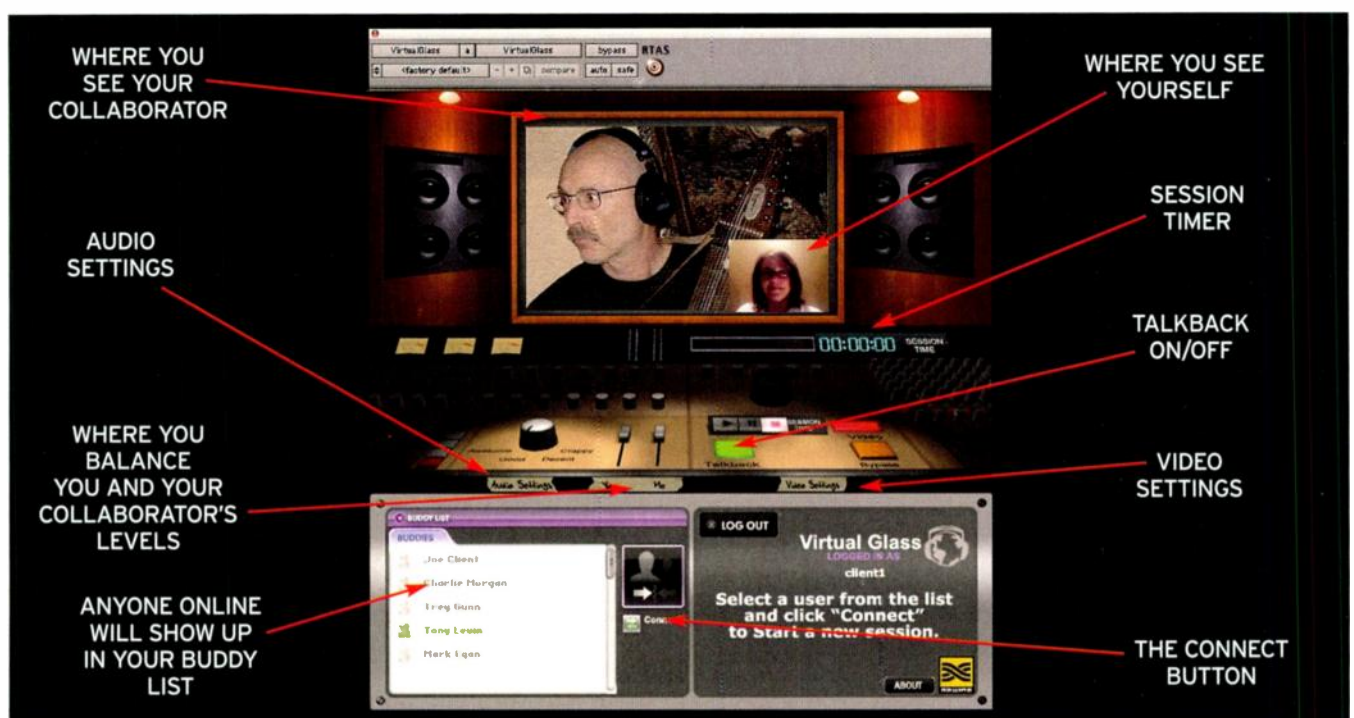 WHERE YOU
SEE YOUR
COLLABORATOR
AUDIO
SETTINGS
WHERE YOU
BALANCE
YOU AND YOUR
COLLABORATOR'S
LEVELS
ANYONE ONLINE
WILL SHOW UP
IN YOUR BUDDY
LIST
VirtualGlass VirtualGlass bypass RTAS
<factory default> - + compare auto safe
00:00:00 SESSION
TIME
SESSION
Video
Talkback Bypass
Audio Settings Me Video Settings
BUDDY LIST
BUDDIES
Joe Client
Charlie Morgan
Trey Gunn
Tony Levin
Mark Egan
LOG OUT
Virtual Glass
LOGGED IN AS
client1
Select a user from the list
and click "Connect"
to Start a new session.
ABOUT
WHERE YOU SEE
YOURSELF
SESSION
TIMER
TALKBACK
ON/OFF
VIDEO
SETTINGS
THE CONNECT
BUTTON